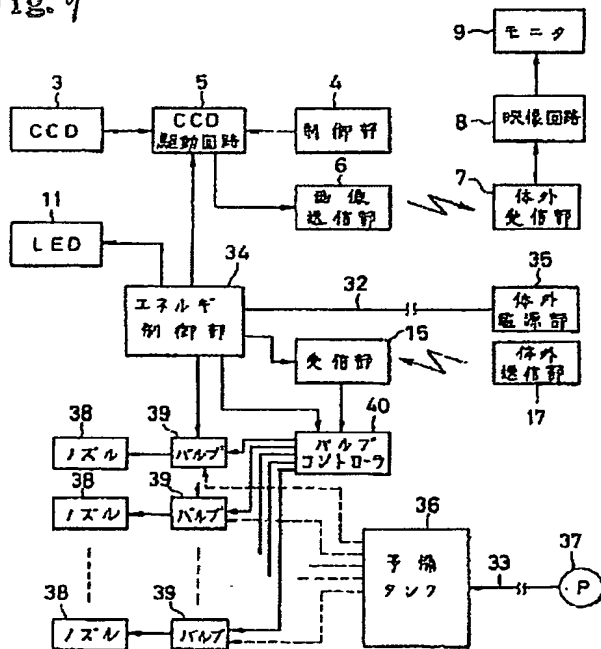 Fig. 9
9
モニタ
3
5
4
CCD
CCD
駆動回路
制御部
8
映像回路
6
画像
送信部
7
体外
受信部
11
LED
34
エネルギ
制御部
32
35
体外
電源部
15
受信部
体外
送信部
17
40
バルブ
コントローラ
38
39
ノズル
バルブ
38
39
ノズル
バルブ
36
予備
タンク
33
37
P
38
39
ノズル
バルブ